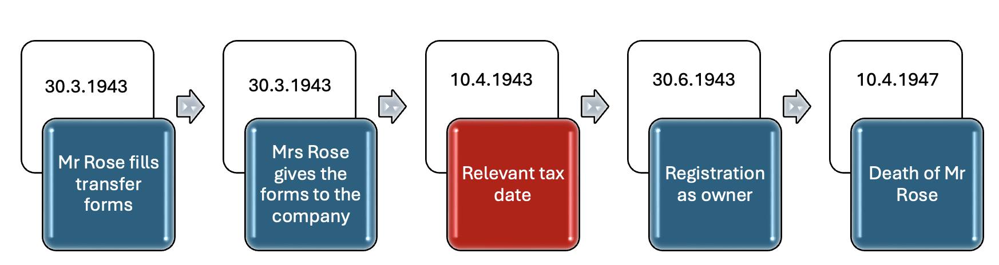 30.3.1943
Mr Rose fills
transfer
forms
30.3.1943
Mrs Rose
gives the
forms to the
company
10.4.1943
Relevant tax
date
30.6.1943
Registration
as owner
10.4.1947
Death of Mr
Rose